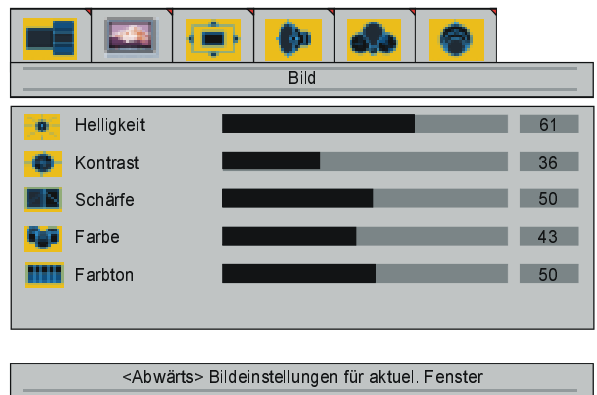 Bild
Helligkeit 61
Kontrast 36
Schärfe 50
Farbe 43
Farbton 50
<Abwärts> Bildeinstellungen für aktuel. Fenster